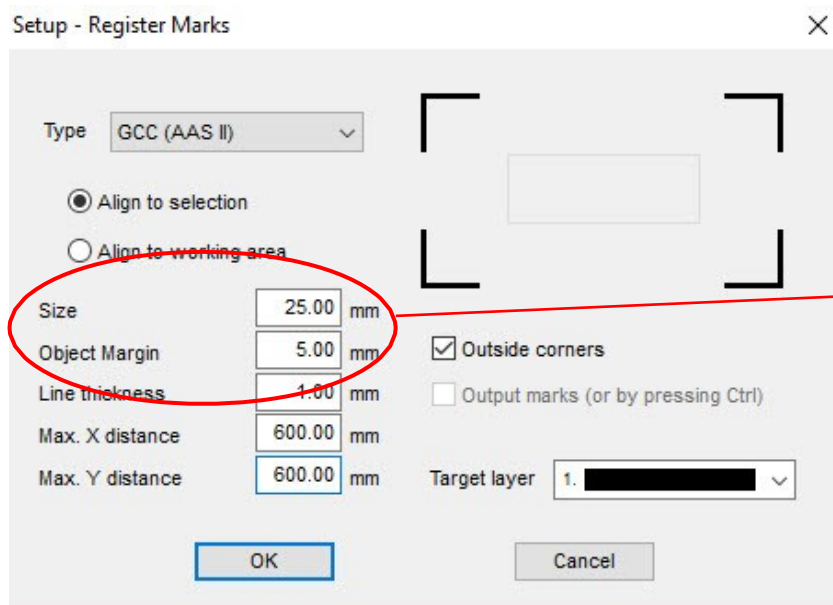 Setup - Register Marks
Type GCC (AAS II)
Align to selection
Align to working area
Size 25.00 mm
Object Margin 5.00 mm
Outside corners
Line thickness 1.00 mm
Output marks (or by pressing Ctrl)
Max. X distance 600.00 mm
Max. Y distance 600.00 mm
Target layer 1.
OK Cancel